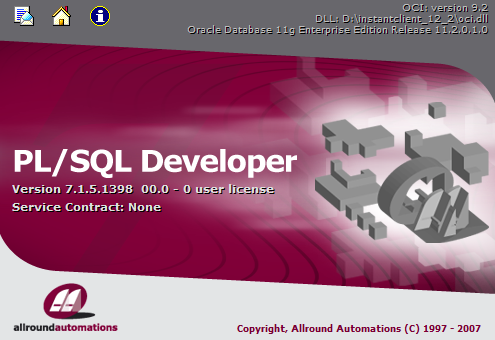 OCI: version 9.2
DLL: D:\instantclient_12_2\oci.dll
Oracle Database 11g Enterprise Edition Release 11.2.0.1.0
PL/SQL Developer
Version 7.1.5.1398 00.0 - 0 user license
Service Contract: None
allroundautomations
Copyright, Allround Automations (C) 1997 - 2007